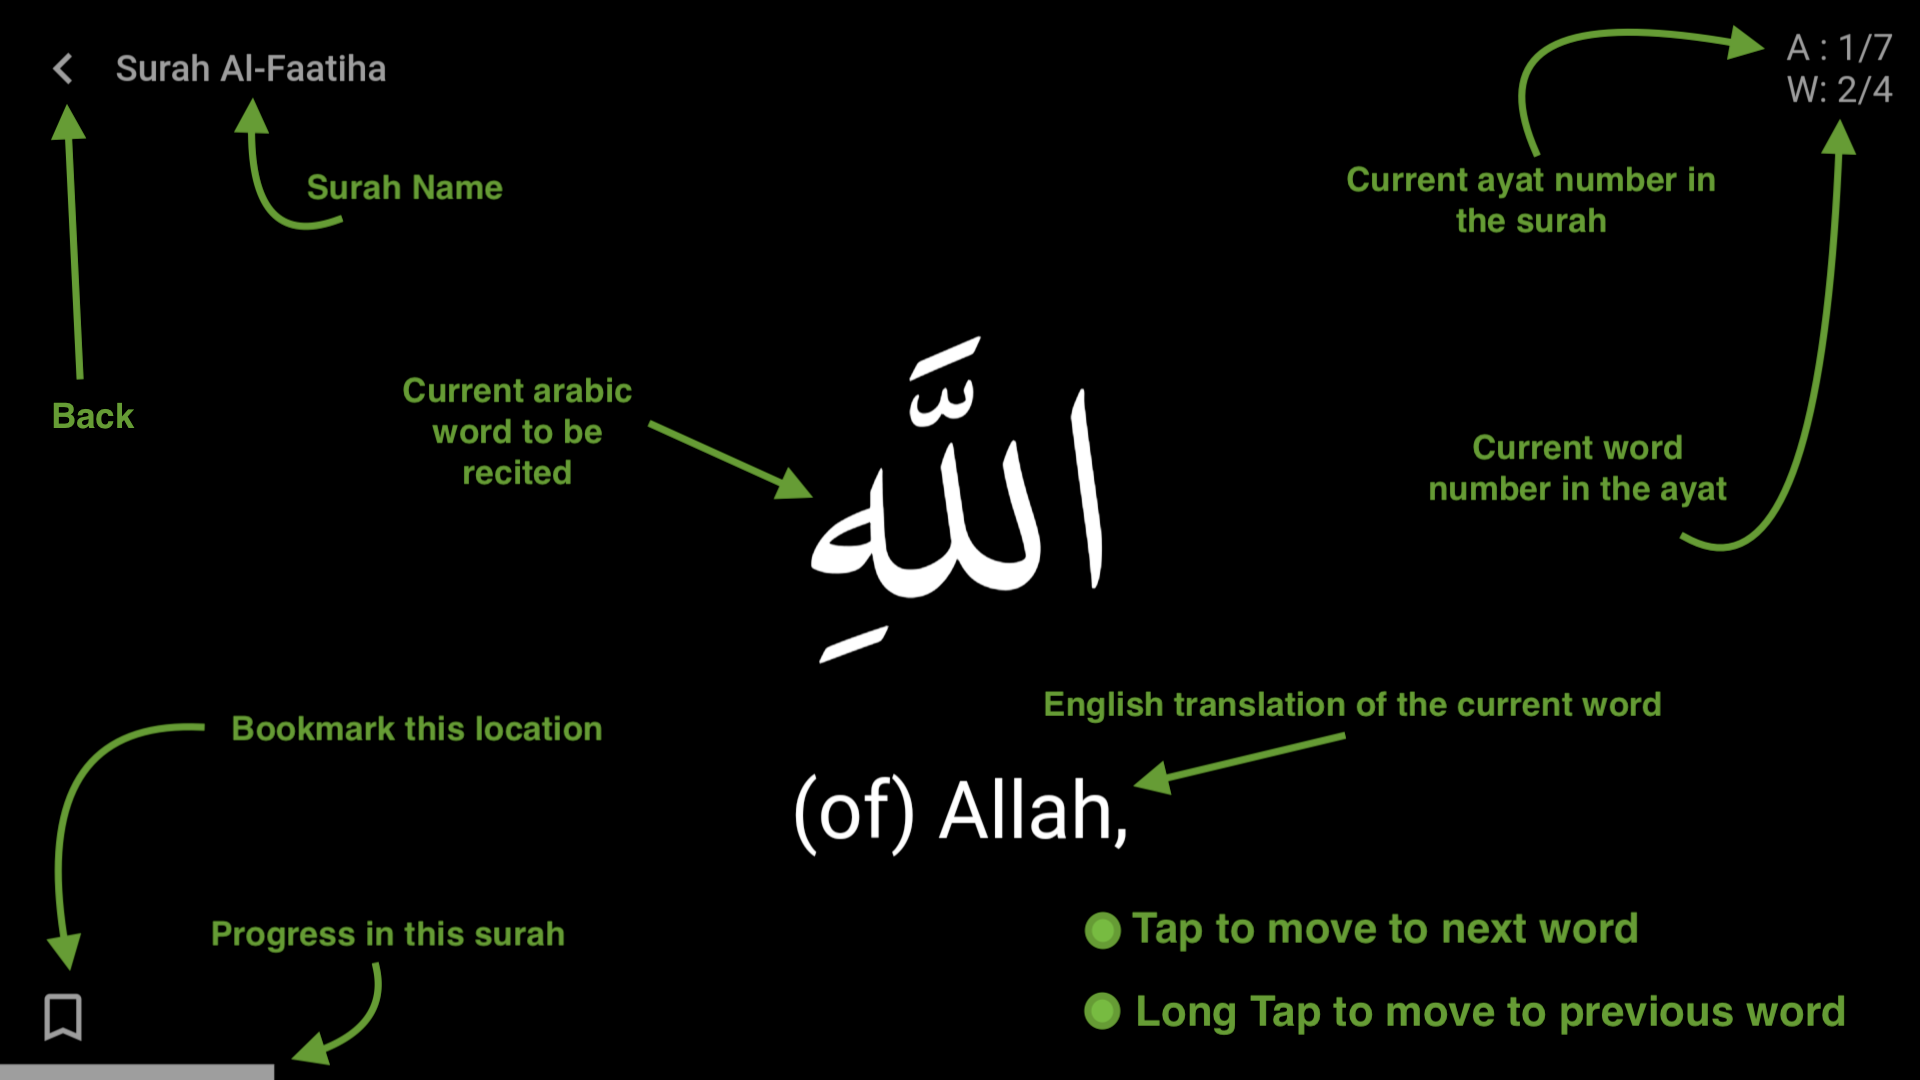 Surah Al-Faatiha
A : 1/7
W: 2/4
Surah Name
Current ayat number in
the surah
Back
Current arabic
word to be
recited
اللَّهِ
Current word
number in the ayat
Bookmark this location
English translation of the current word
(of) Allah,
Progress in this surah
Tap to move to next word
Long Tap to move to previous word